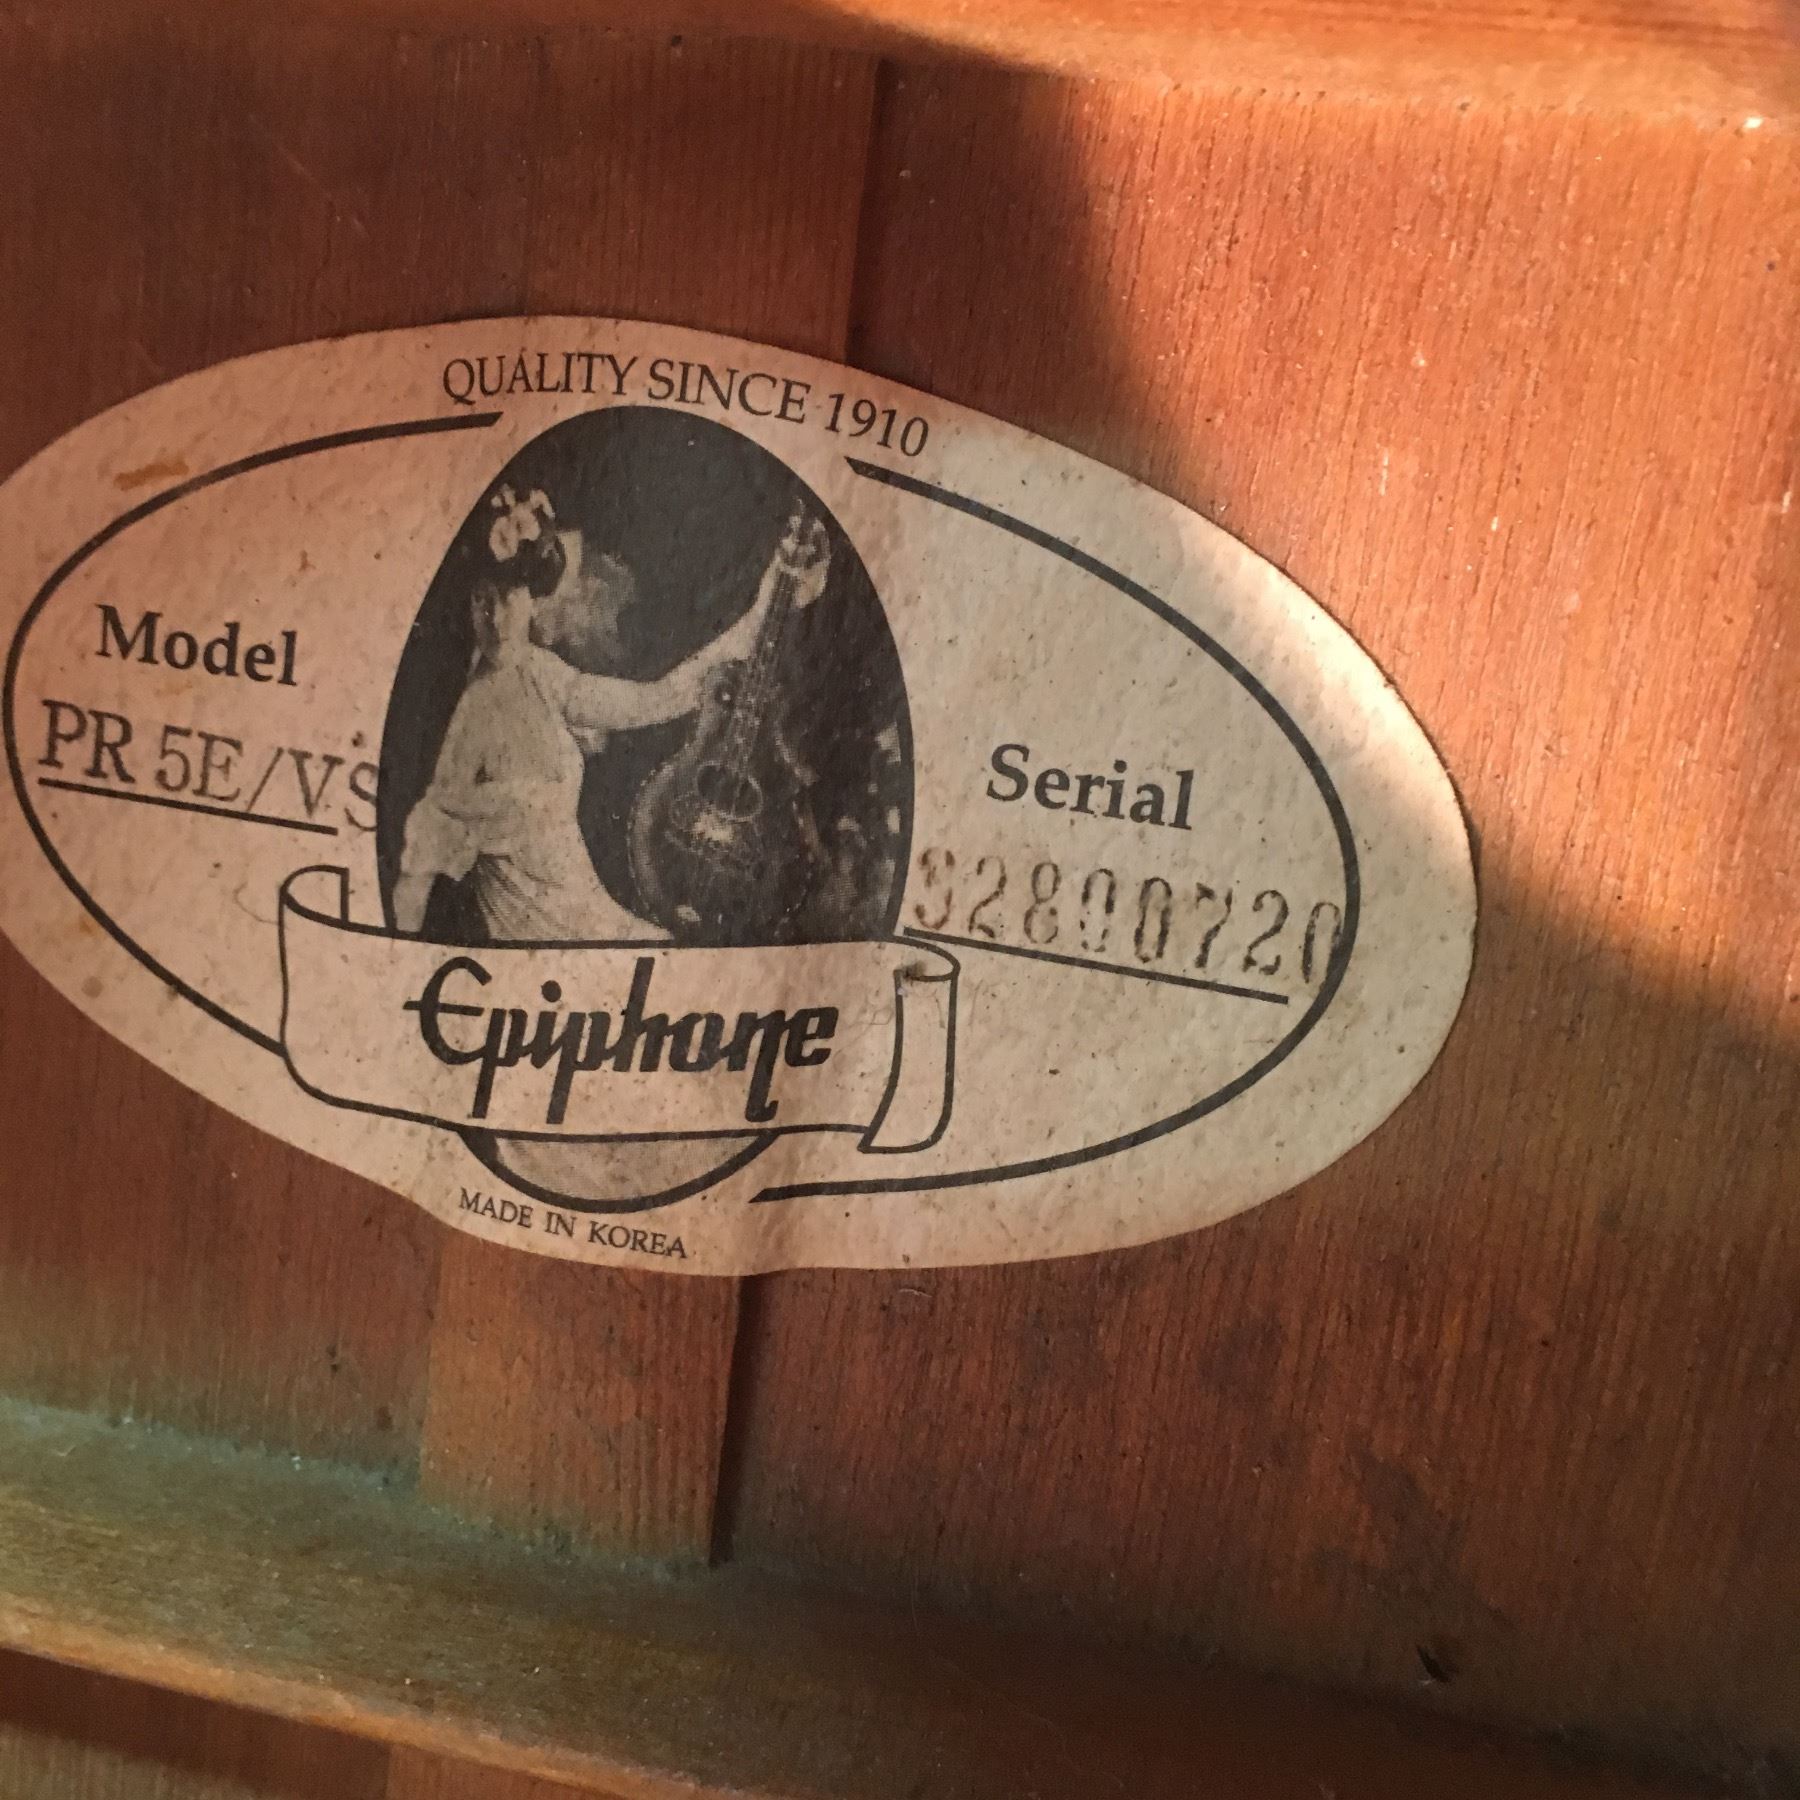 QUALITY SINCE 1910
Model
PR 5E/VS
Serial
S2800720
Epiphone
MADE IN KOREA